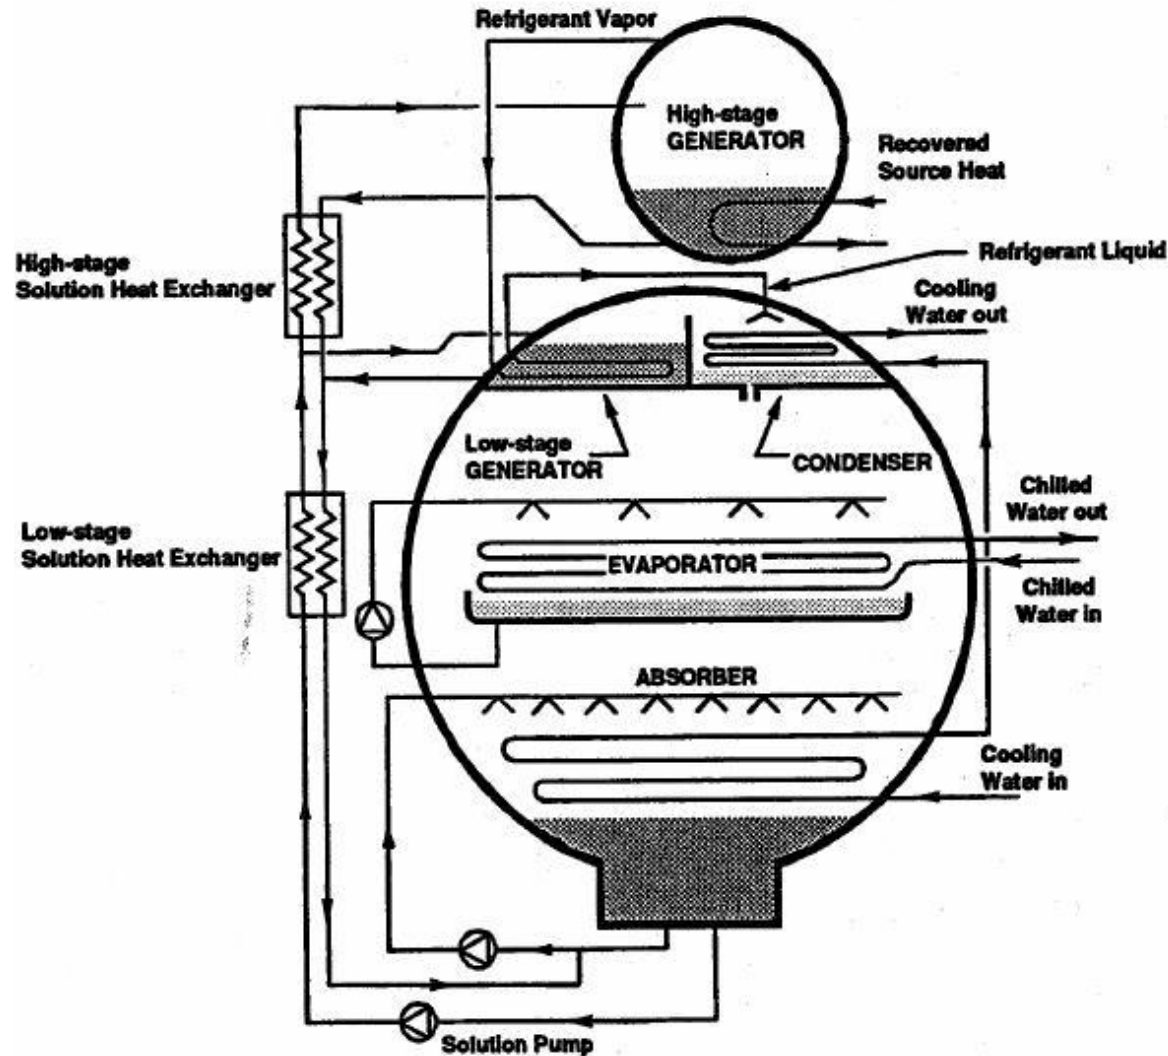 Refrigerant Vapor
High-stage
GENERATOR
Recovered
Source Heat
High-stage
Solution Heat Exchanger
Refrigerant Liquid
Cooling
Water out
Low-stage
GENERATOR
CONDENSER
Chilled
Water out
Low-stage
Solution Heat Exchanger
EVAPORATOR
Chilled
Water in
ABSORBER
Cooling
Water in
Solution Pump